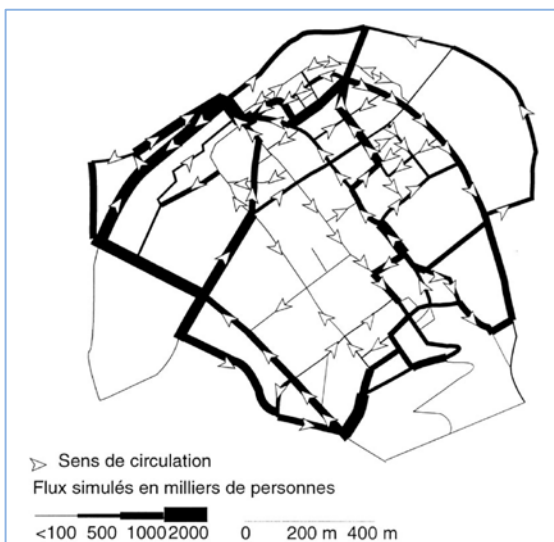 Sens de circulation
Flux simulés en milliers de personnes
<100 500 1000 2000
0 200 m 400 m